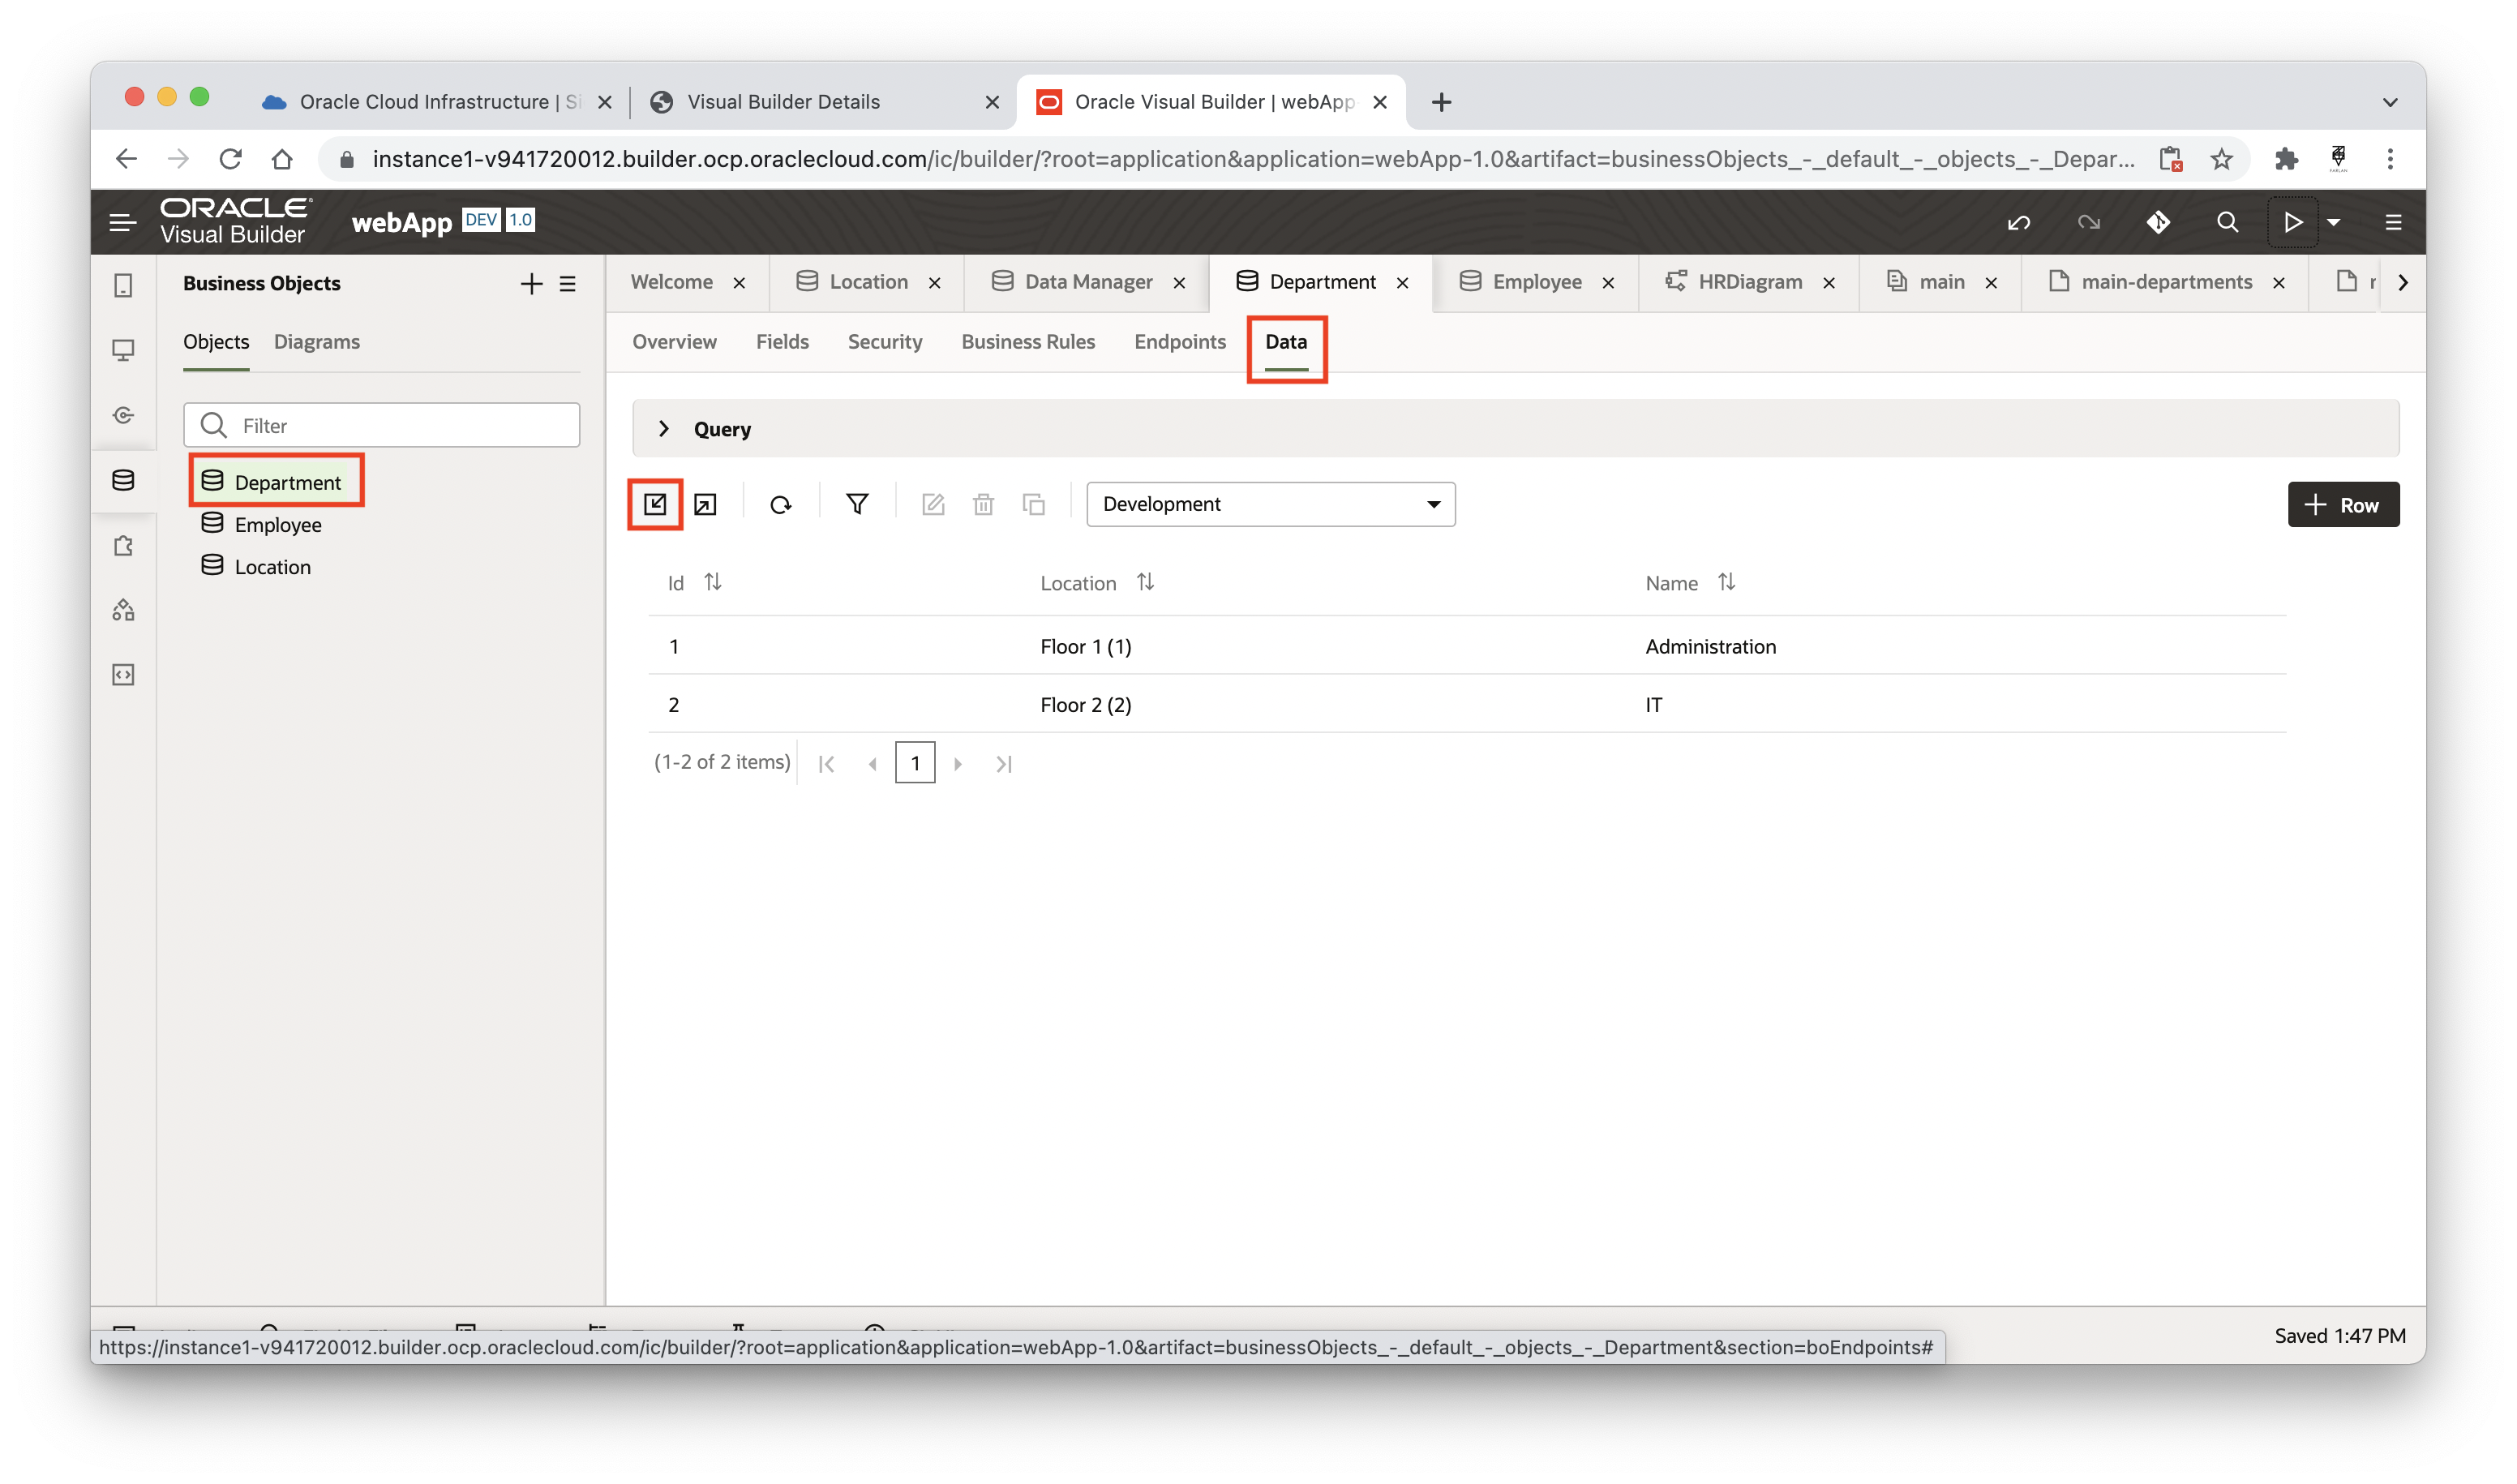 Oracle Cloud Infrastructure | Si
Visual Builder Details
Oracle Visual Builder | webApp
instance1-v941720012.builder.ocp.oraclecloud.com/ic/builder/?root=application&application=webApp-1.0&artifact=businessObjects_-_default_-_objects_-_Depar...
ORACLE
Visual Builder
webApp DEV 1.0
Business Objects
Welcome
Location
Data Manager
Department
Employee
HRDiagram
main
main-departments
Objects
Diagrams
Overview
Fields
Security
Business Rules
Endpoints
Data
Filter
Query
Department
Employee
Location
Development
Row
Id
Location
Name
1
Floor 1 (1)
Administration
2
Floor 2 (2)
IT
(1-2 of 2 items)
1
https://instance1-v941720012.builder.ocp.oraclecloud.com/ic/builder/?root=application&application=webApp-1.0&artifact=businessObjects_-_default_-_objects_-_Department&section=boEndpoints#
Saved 1:47 PM